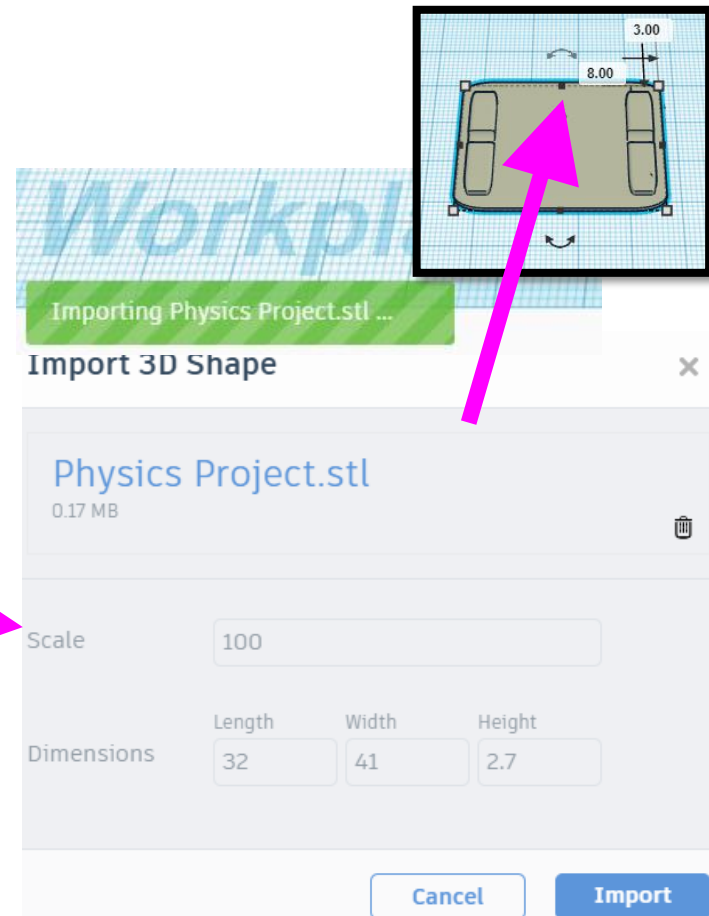 3.00
8.00
Workpl
Importing Physics Project.stl ...
Import 3D Shape
Physics Project.stl
0.17 MB
Scale
100
Length Width Height
Dimensions 32 41 2.7
Cancel Import